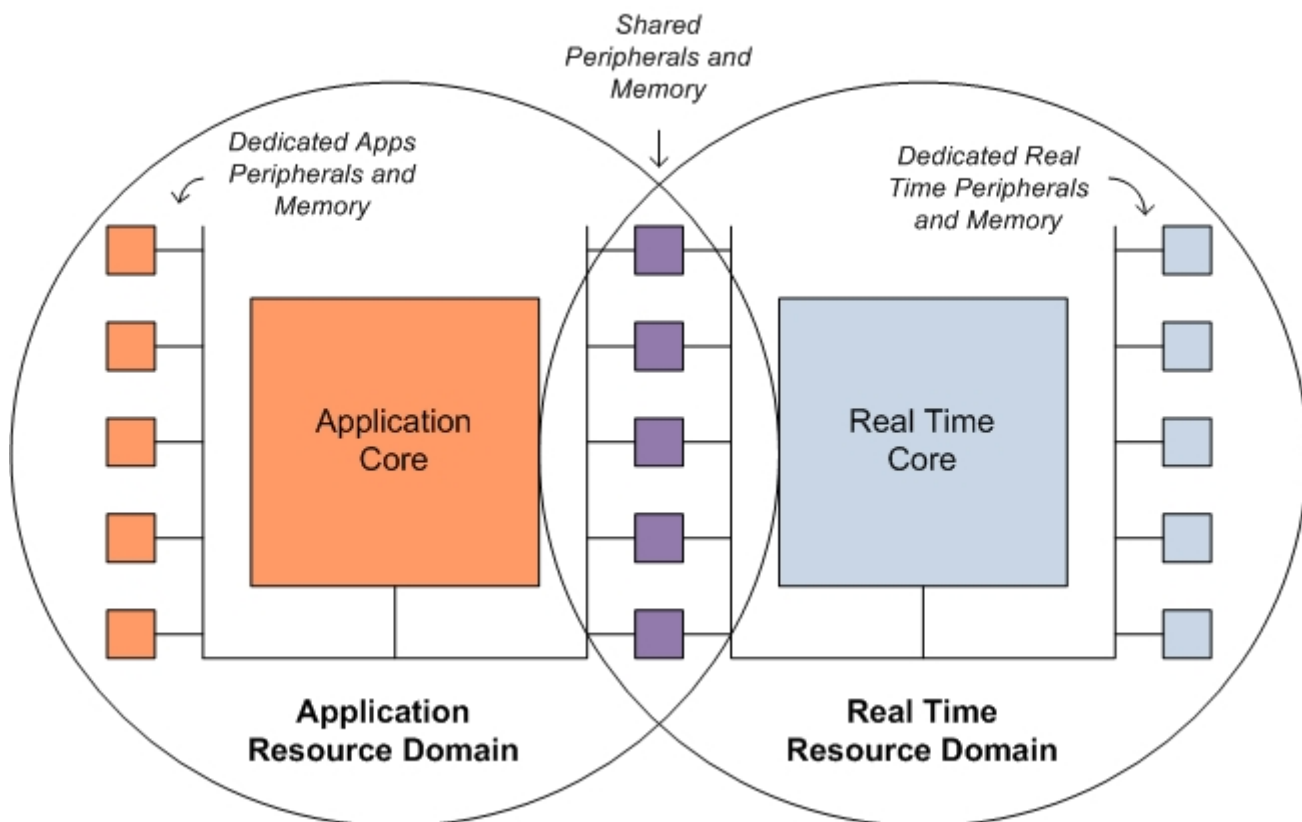 Shared
Peripherals and
Memory
Dedicated Apps
Peripherals and
Memory
Dedicated Real
Time Peripherals
and Memory
Application
Core
Real Time
Core
Application
Resource Domain
Real Time
Resource Domain